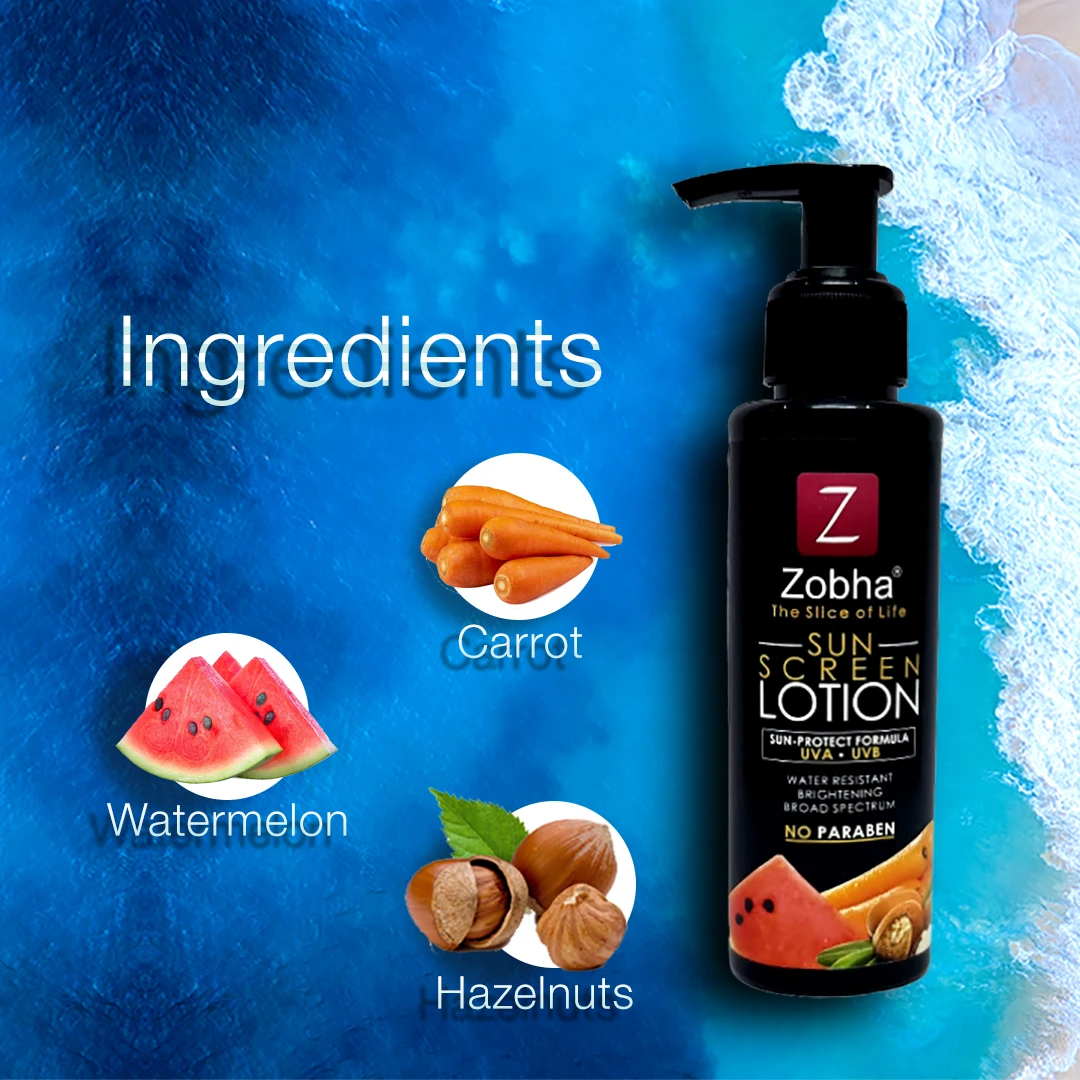 Ingredients
Carrot
Watermelon
Hazelnuts
Z
Zobha®
The Slice of Life
SUN
SCREEN
LOTION
SUN-PROTECT FORMULA
UVA • UVB
WATER RESISTANT
BRIGHTENING
BROAD SPECTRUM
NO PARABEN